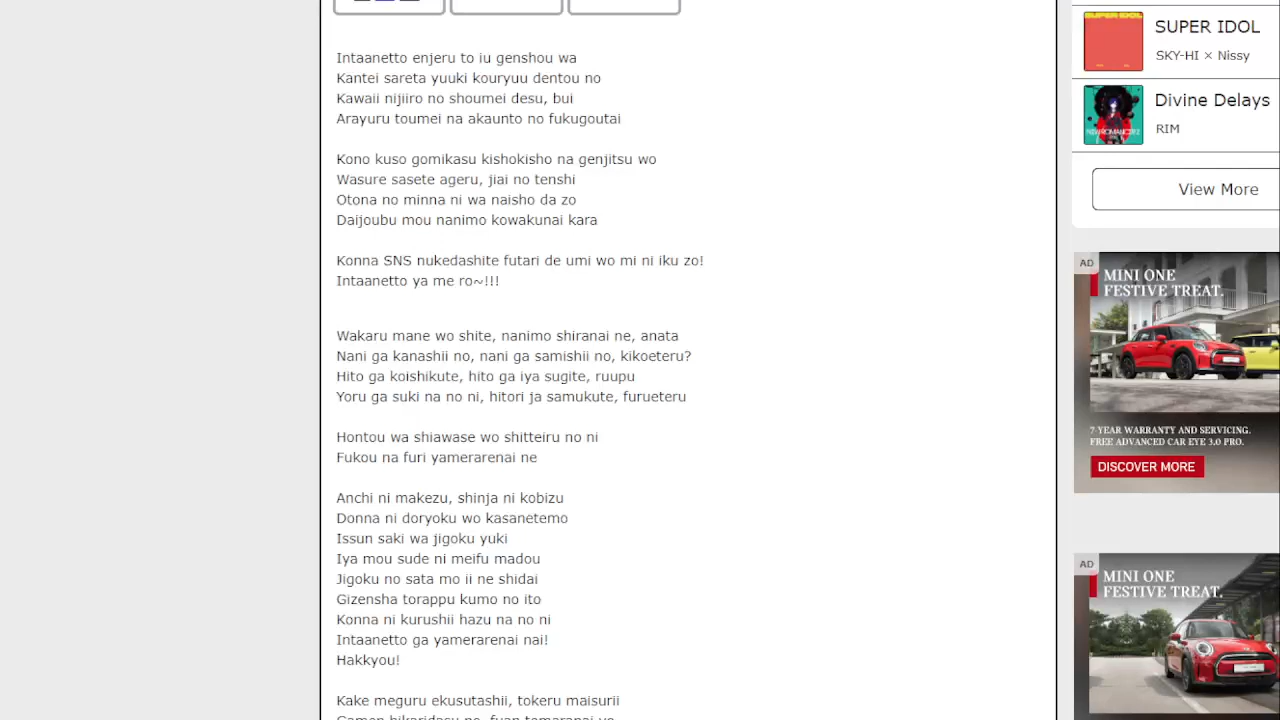 Intaanetto enjeru to iu genshou wa
Kantei sareta yuuki kouryuu dentou no
Kawaii nijiiro no shoumei desu, bui
Arayuru toumei na akaunto no fukugoutai
Kono kuso gomikasu kishokisho na genjitsu wo
Wasure sasete ageru, jiai no tenshi
Otona no minna ni wa naisho da zo
Daijoubu mou nanimo kowakunai kara
Konna SNS nukedashite futari de umi wo mi ni iku zo!
Intaanetto ya me ro~!!!
Wakaru mane wo shite, nanimo shiranai ne, anata
Nani ga kanashii no, nani ga samishii no, kikoeteru?
Hito ga koishikute, hito ga iya sugite, ruupu
Yoru ga suki na no ni, hitori ja samukute, furueteru
Hontou wa shiawase wo shitteiru no ni
Fukou na furi yamerarenai ne
Anchi ni makezu, shinja ni kobizu
Donna ni doryoku wo kasanetemo
Issun saki wa jigoku yuki
Iya mou sude ni meifu madou
Jigoku no sata mo ii ne shidai
Gizensha torappu kumo no ito
Konna ni kurushii hazu na no ni
Intaanetto ga yamerarenai nai!
Hakkyou!
Kake meguru ekusutashii, tokeru maisurii
SUPER IDOL
SUPER IDOL
SKY-HI × Nissy
Divine Delays
RIM
View More
AD
MINI ONE
FESTIVE TREAT.
7-YEAR WARRANTY AND SERVICING.
FREE ADVANCED CAR EYE 3.0 PRO.
DISCOVER MORE
AD
MINI ONE
FESTIVE TREAT.